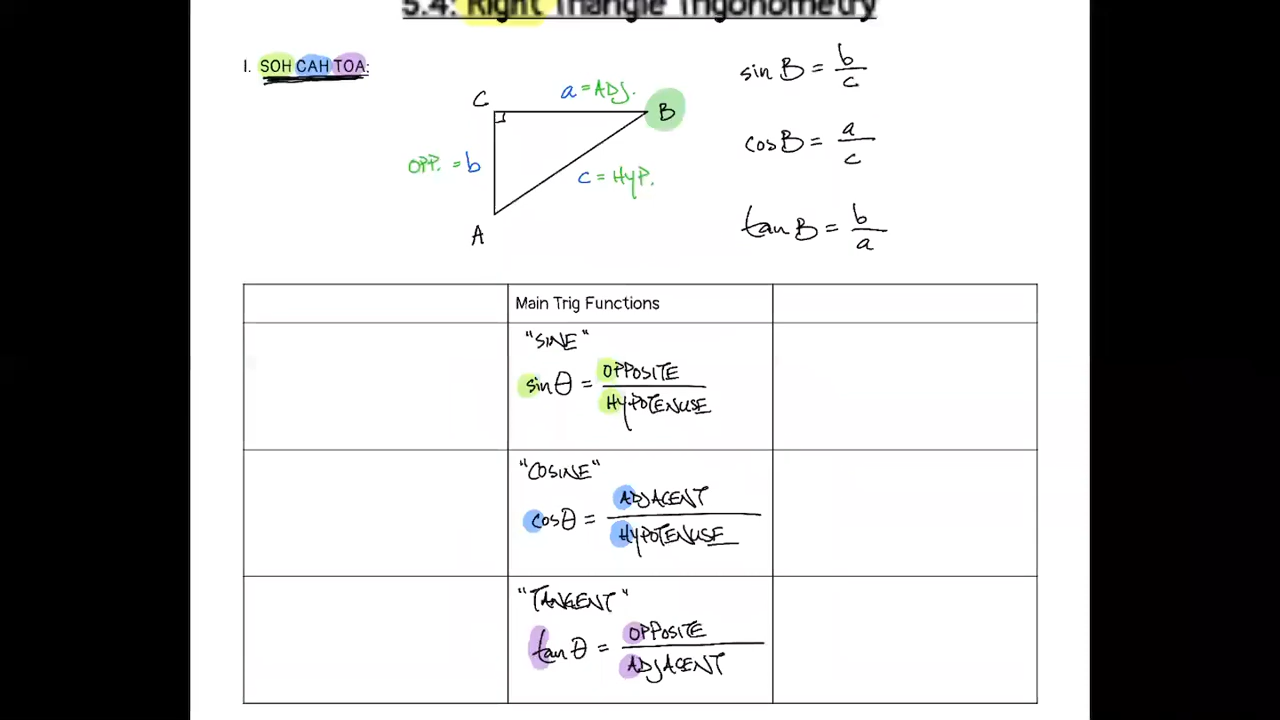 5.4: Right Triangle Trigonometry
I. SOH CAH TOA:
C
a = ADJ.
B
OPP. = b
c = HYP.
A
sin B = b/c
cos B = a/c
tan B = b/a
Main Trig Functions
"SINE"
sin θ = OPPOSITE
HYPOTENUSE
"COSINE"
cos θ = ADJACENT
HYPOTENUSE
"TANGENT"
tan θ = OPPOSITE
ADJACENT